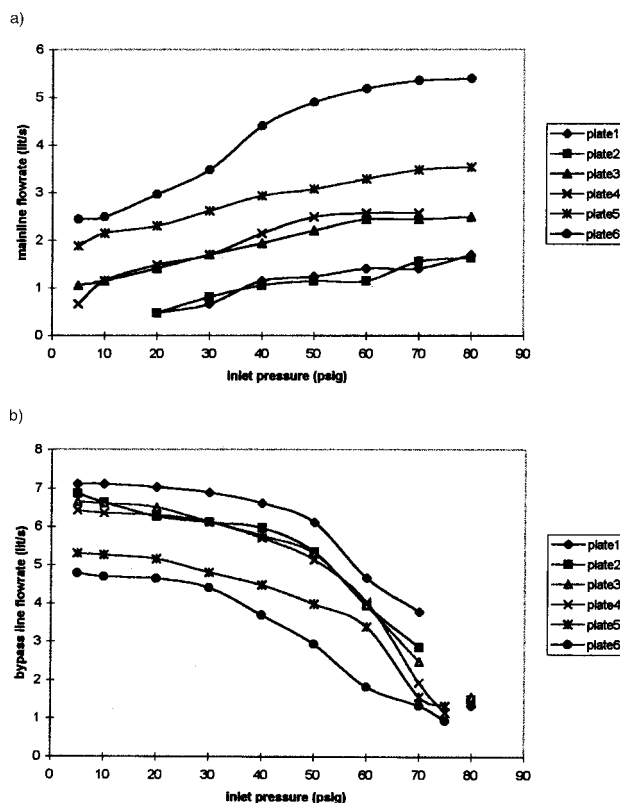 a)
6
5
4
3
2
1
0
mainline flowrate (lit/s)
0 10 20 30 40 50 60 70 80 90
inlet pressure (psig)
plate1
plate2
plate3
plate4
plate5
plate6
b)
8
7
6
5
4
3
2
1
0
bypass line flowrate (lit/s)
0 10 20 30 40 50 60 70 80 90
inlet pressure (psig)
plate1
plate2
plate3
plate4
plate5
plate6